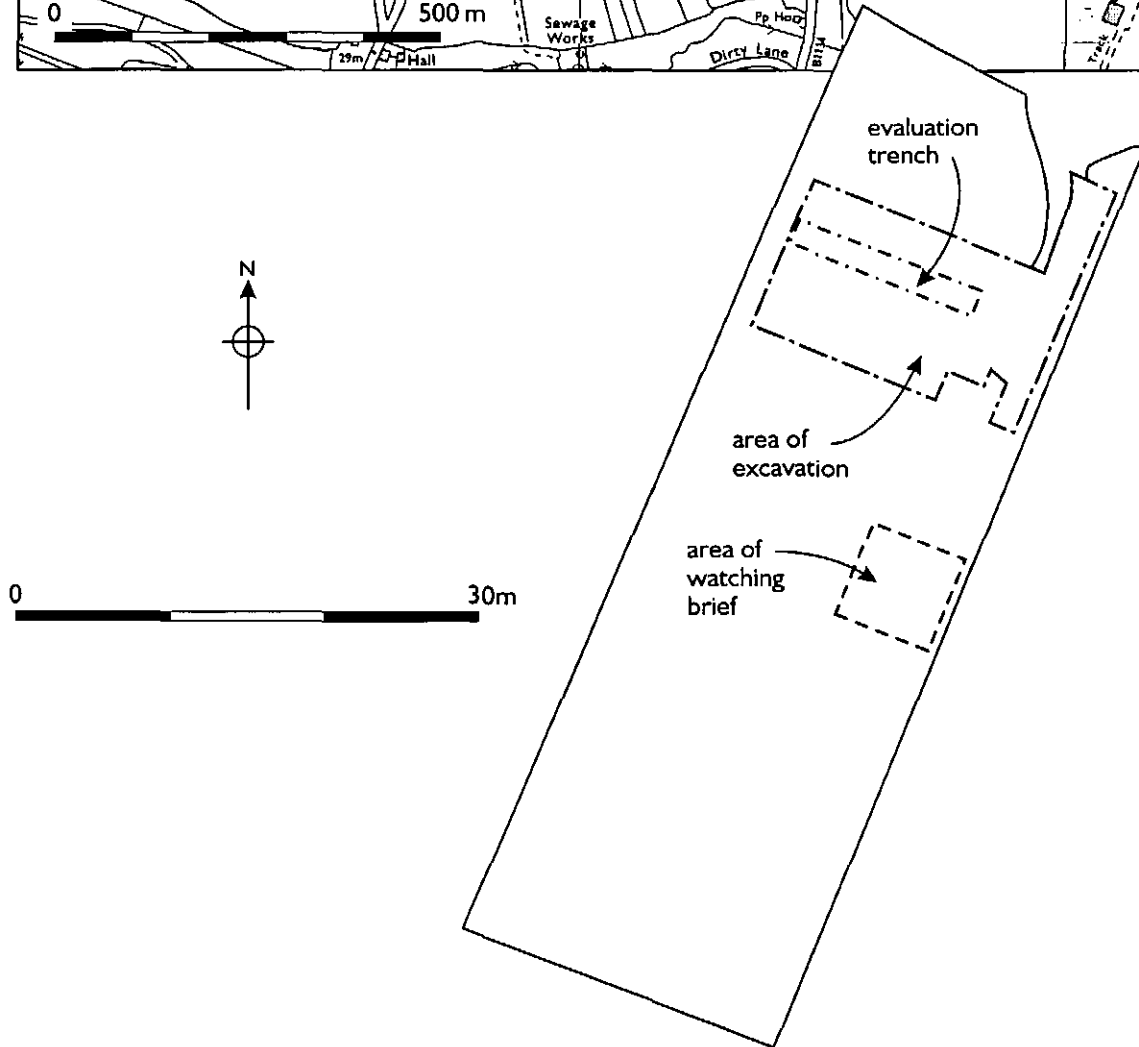 0
500 m
Sewage
Works
Pp Ho
29m
Hall
Dirty Lane
B1134
Track
evaluation
trench
N
area of
excavation
area of
watching
brief
0
30m